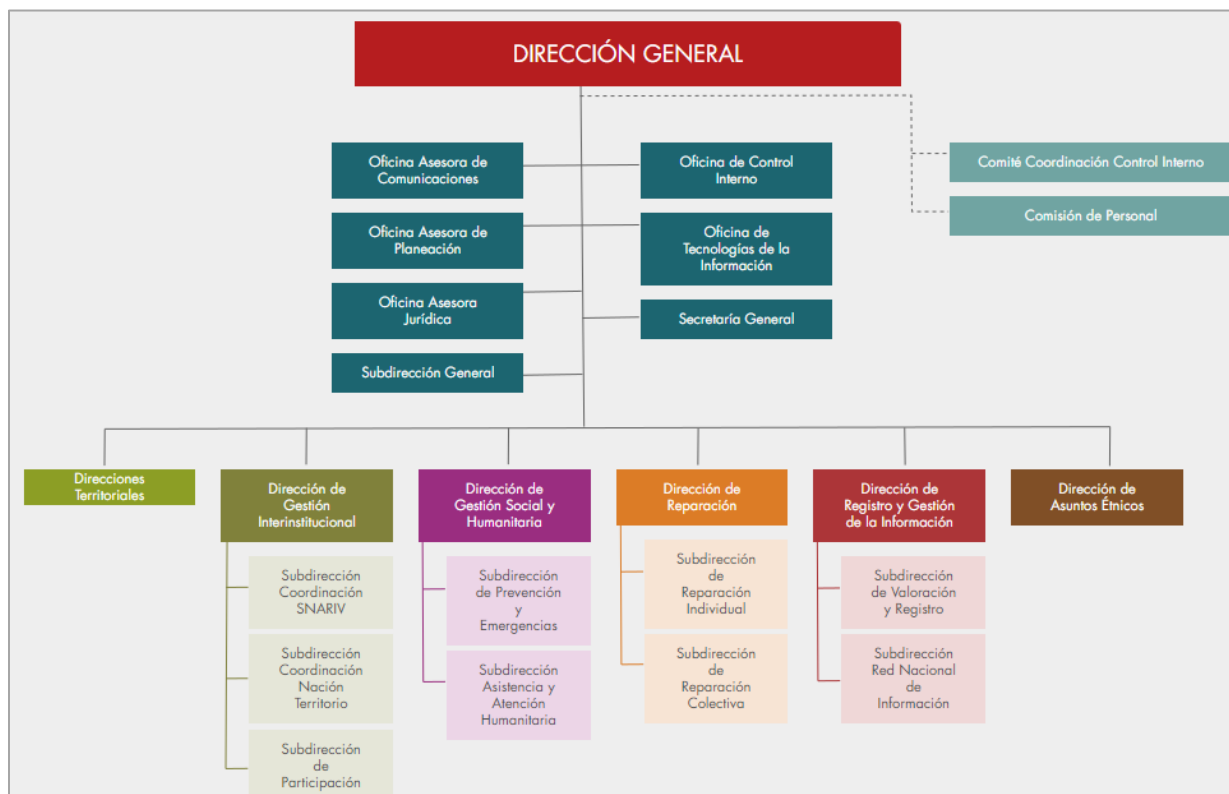 DIRECCIÓN GENERAL
Oficina Asesora de
Comunicaciones
Oficina de Control
Interno
Comité Coordinación Control Interno
Comisión de Personal
Oficina Asesora de
Planeación
Oficina de
Tecnologías de la
Información
Oficina Asesora
Jurídica
Secretaría General
Subdirección General
Direciones
Territoriales
Dirección de
Gestión
Interinstitucional
Dirección de
Gestión Social y
Humanitaria
Dirección de
Reparación
Dirección de
Registro y Gestión
de la Información
Dirección de
Asuntos Étnicos
Subdirección
Coordinación
SNARIV
Subdirección
Coordinación
Nación
Territorio
Subdirección
de
Participación
Subdirección
de Prevención
y
Emergencias
Subdirección
Asistencia y
Atención
Humanitaria
Subdirección
de
Reparación
Individual
Subdirección
de
Reparación
Colectiva
Subdirección
de Valoración
y Registro
Subdirección
Red Nacional
de
Información